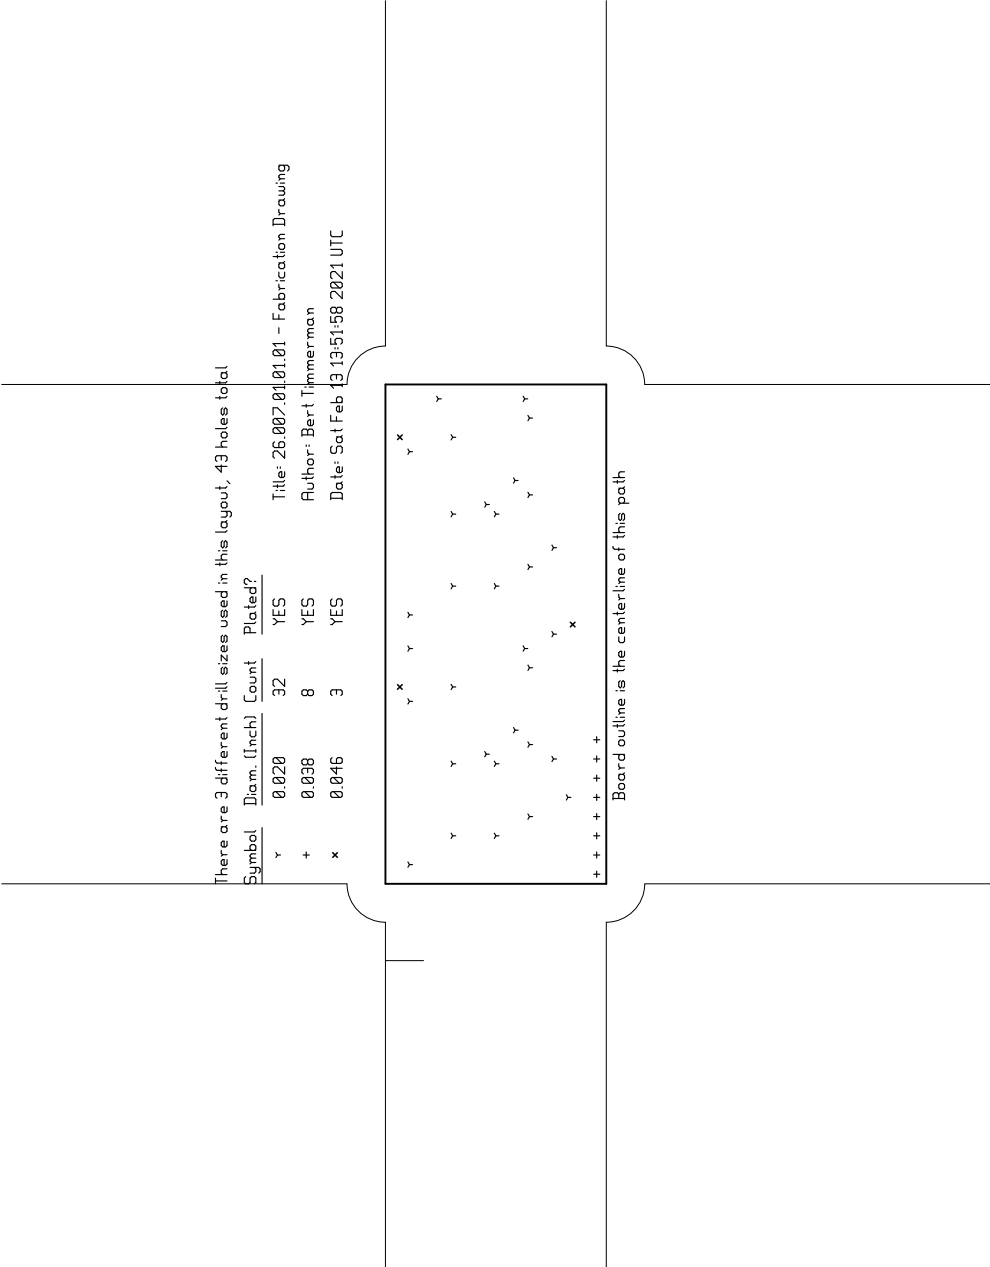 There are 3 different drill sizes used in this layout, 43 holes total
Symbol Diam. (Inch) Count Plated?
0.020 32 YES
+ 0.038 8 YES
× 0.046 3 YES
Title: 26.007.01.01.01 - Fabrication Drawing
Author: Bert Timmerman
Date: Sat Feb 13 13:51:58 2021 UTC
Board outline is the centerline of this path